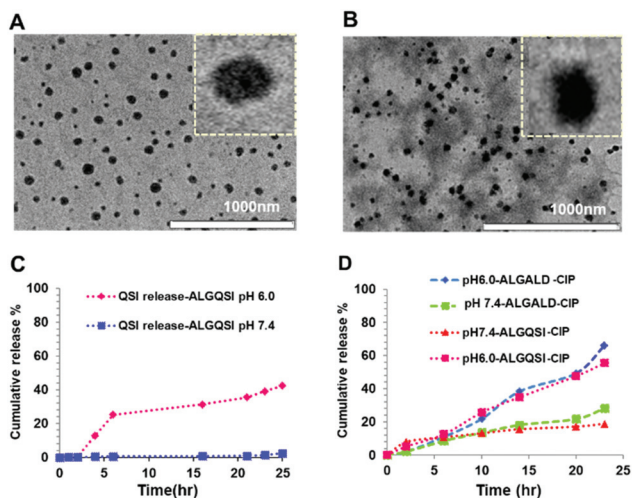 A
1000nm
B
1000nm
C
QSI release-ALGQSI pH 6.0
QSI release-ALGQSI pH 7.4
Cumulative release %
100
80
60
40
20
0
0 5 10 15 20 25
Time(hr)
D
pH6.0-ALGALD -CIP
pH 7.4-ALGALD-CIP
pH7.4-ALGQSI -CIP
pH6.0-ALGQSI-CIP
Cumulative release %
100
80
60
40
20
0
0 5 10 15 20 25
Time(hr)